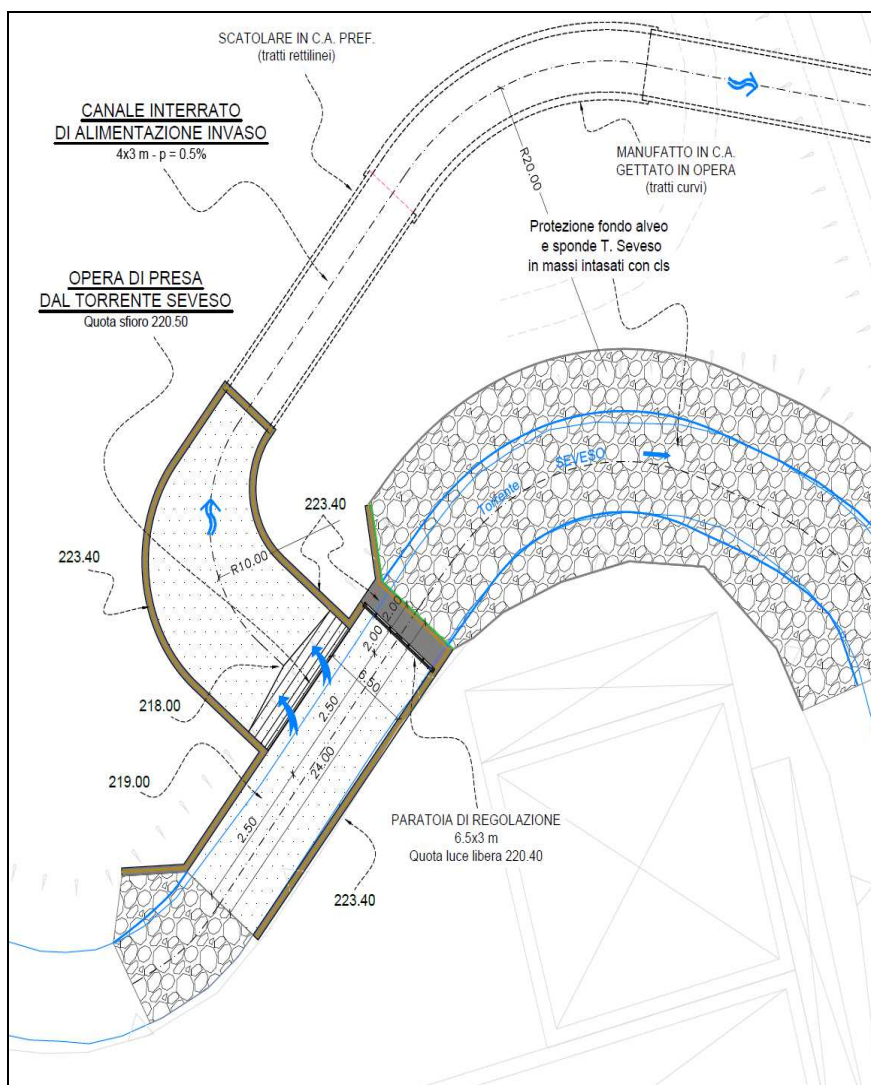 SCATOLARE IN C.A. PREF.
(tratti rettilinei)
CANALE INTERRATO
DI ALIMENTAZIONE INVASO
4x3 m - p = 0.5%
MANUFATTO IN C.A.
GETTATO IN OPERA
(tratti curvi)
R20.00
Protezione fondo alveo
e sponde T. Seveso
in massi intasati con cls
OPERA DI PRESA
DAL TORRENTE SEVESO
Quota sfioro 220.50
Torrente
SEVESO
223.40
223.40
R10.00
2.00
2.00
6.50
218.00
2.50
24.00
219.00
2.50
PARATOIA DI REGOLAZIONE
6.5x3 m
Quota luce libera 220.40
223.40